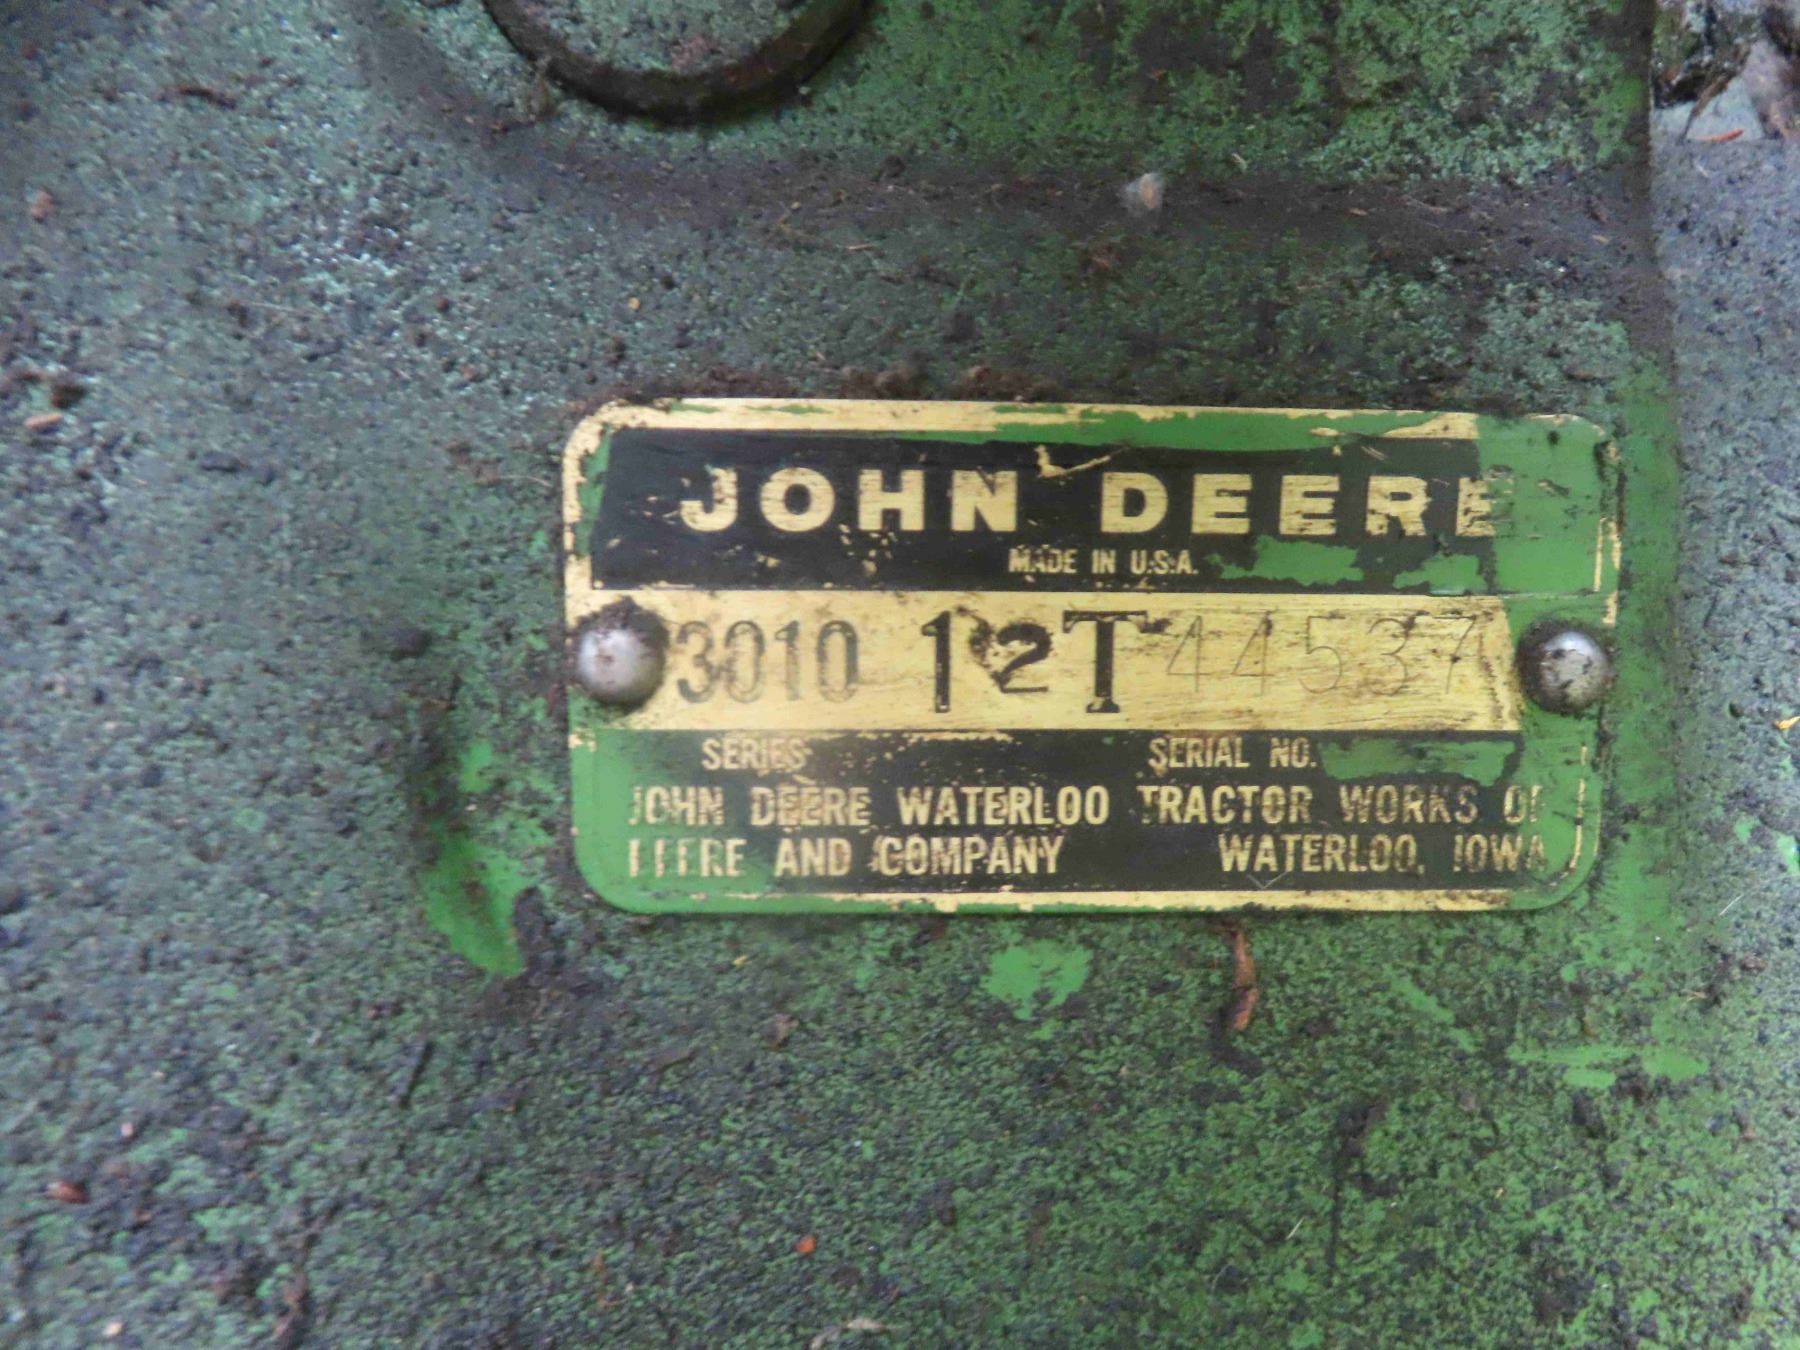 JOHN DEERE
MADE IN U.S.A.
3010 12T 44537
SERIES SERIAL NO.
JOHN DEERE WATERLOO TRACTOR WORKS OF
DEERE AND COMPANY WATERLOO, IOWA